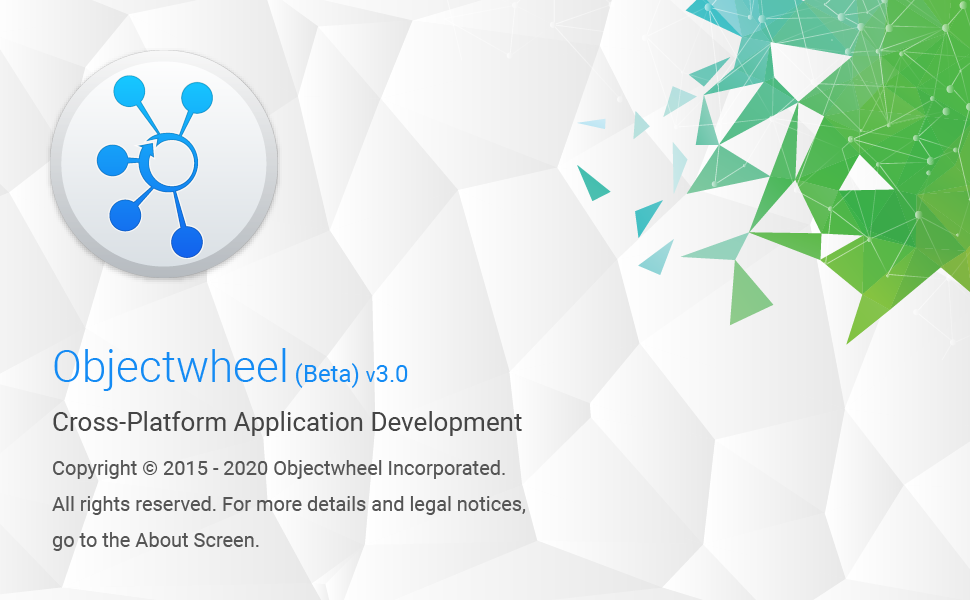 Objectwheel (Beta) v3.0
Cross-Platform Application Development
Copyright © 2015 - 2020 Objectwheel Incorporated.
All rights reserved. For more details and legal notices,
go to the About Screen.